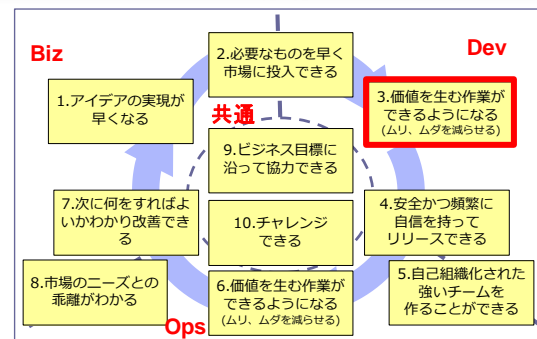 Biz
Dev
2.必要なものを早く
市場に投入できる
1.アイデアの実現が
早くなる
3.価値を生む作業が
できるようになる
(ムリ、ムダを減らせる)
共通
9.ビジネス目標に
沿って協力できる
7.次に何をすればよ
いかわかり改善でき
る
10.チャレンジ
できる
4.安全かつ頻繁に
自信を持って
リリースできる
8.市場のニーズとの
乖離がわかる
6.価値を生む作業が
できるようになる
(ムリ、ムダを減らせる)
5.自己組織化された
強いチームを
作ることができる
Ops